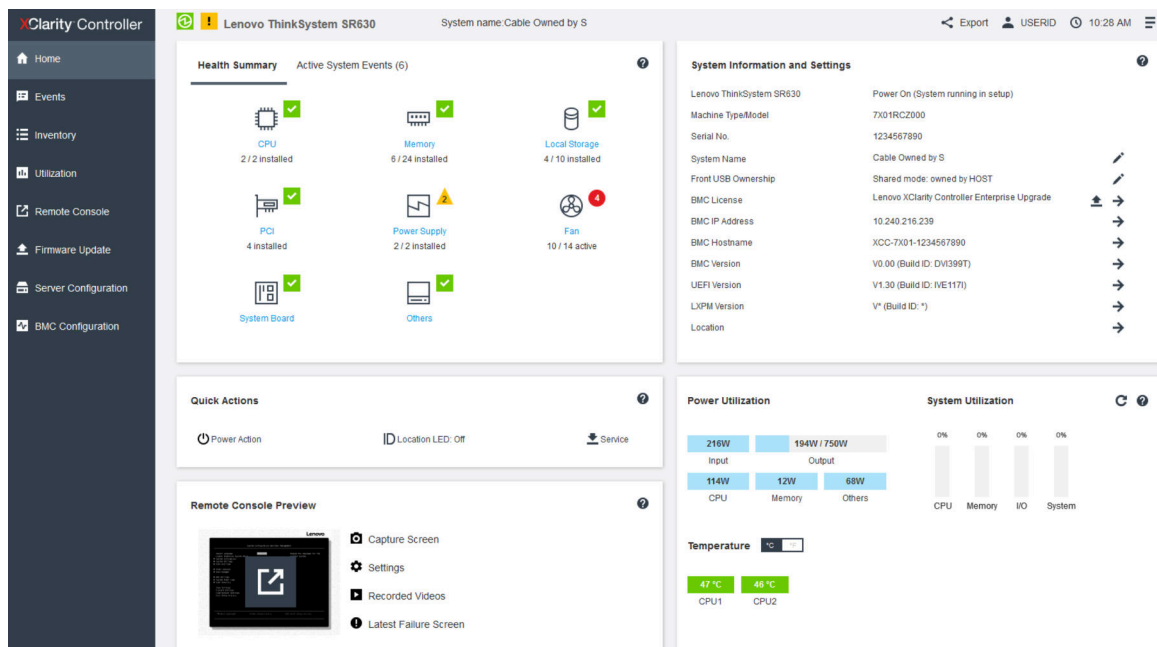 XClarity Controller
Lenovo ThinkSystem SR630
System name:Cable Owned by S
Export
USERID
10:28 AM
Home
Events
Inventory
Utilization
Remote Console
Firmware Update
Server Configuration
BMC Configuration
Health Summary Active System Events (6)
CPU Memory Local Storage
2 / 2 installed 6 / 24 installed 4 / 10 installed
2 4
PCI Power Supply Fan
4 installed 2 / 2 installed 10 / 14 active
System Board Others
System Information and Settings
Lenovo ThinkSystem SR630 Power On (System running in setup)
Machine Type/Model 7X01RCZ000
Serial No. 1234567890
System Name Cable Owned by S
Front USB Ownership Shared mode: owned by HOST
BMC License Lenovo XClarity Controller Enterprise Upgrade
BMC IP Address 10.240.216.239
BMC Hostname XCC-7X01-1234567890
BMC Version V0.00 (Build ID: DVI399T)
UEFI Version V1.30 (Build ID: IVE117I)
LXPM Version V* (Build ID: *)
Location
Quick Actions
Power Action Location LED: Off Service
Remote Console Preview
Lenovo
Capture Screen
Settings
Recorded Videos
Latest Failure Screen
Power Utilization
216W 194W / 750W
Input Output
114W 12W 68W
CPU Memory Others
System Utilization
0% 0% 0% 0%
CPU Memory I/O System
Temperature °C °F
47 °C 46 °C
CPU1 CPU2